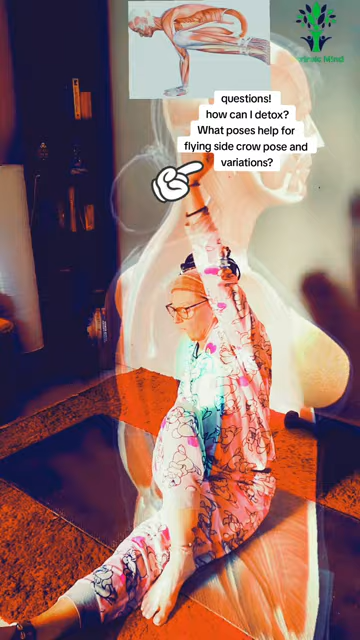 questions!
how can I detox?
What poses help for
flying side crow pose and
variations?